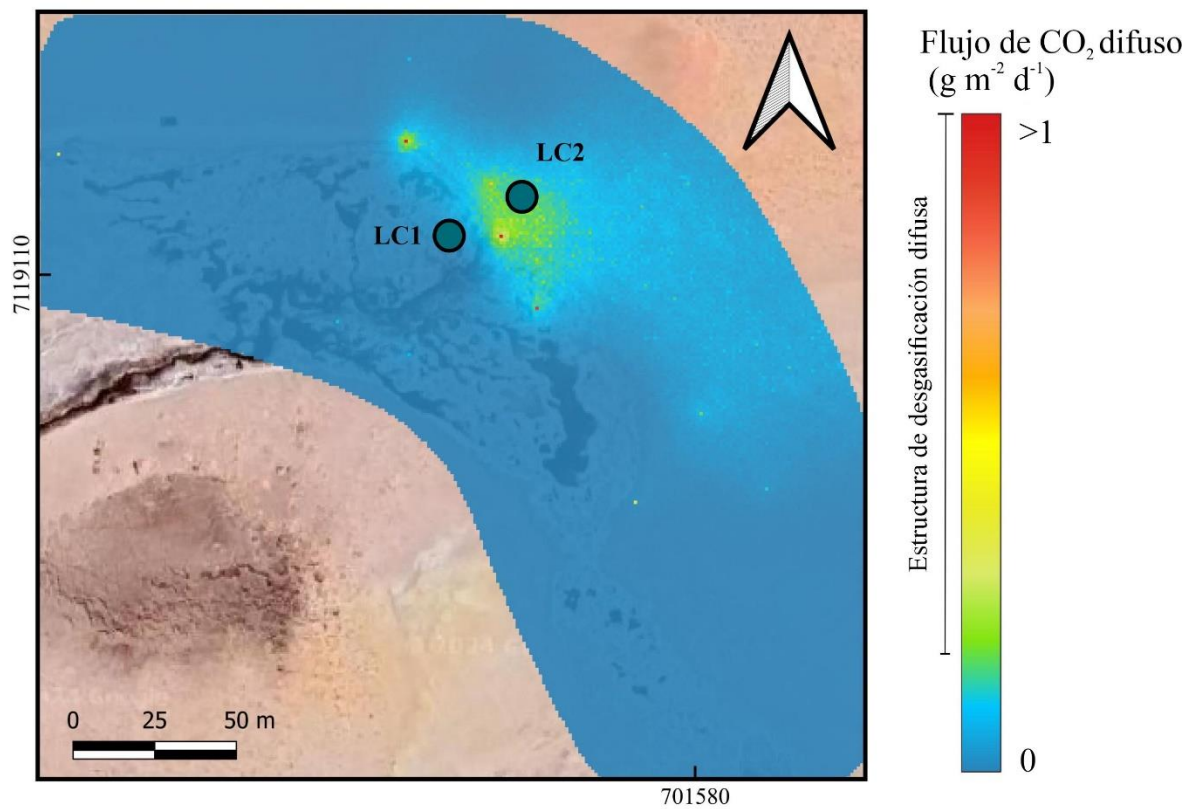 Flujo de CO₂ difuso
(g m⁻² d⁻¹)
>1
Estructura de desgasificación difusa
0
LC2
LC1
7119110
0 25 50 m
701580